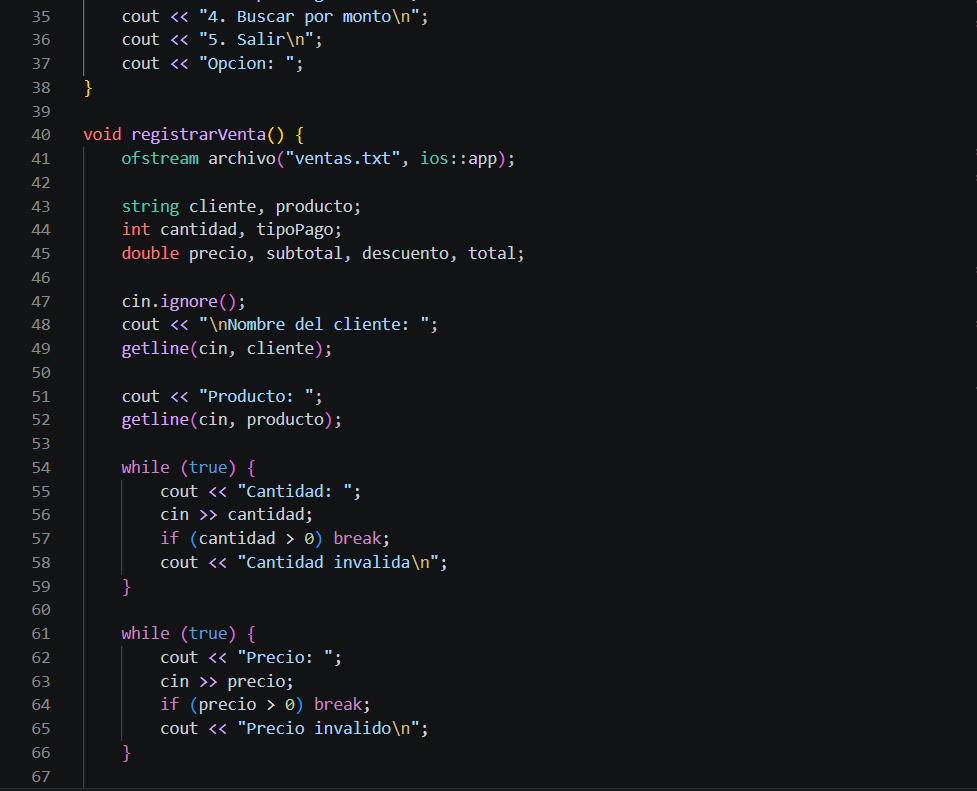 35 cout << "4. Buscar por monto\n";
36 cout << "5. Salir\n";
37 cout << "Opcion: ";
38 }
39
40 void registrarVenta() {
41 ofstream archivo("ventas.txt", ios::app);
42
43 string cliente, producto;
44 int cantidad, tipoPago;
45 double precio, subtotal, descuento, total;
46
47 cin.ignore();
48 cout << "\nNombre del cliente: ";
49 getline(cin, cliente);
50
51 cout << "Producto: ";
52 getline(cin, producto);
53
54 while (true) {
55 cout << "Cantidad: ";
56 cin >> cantidad;
57 if (cantidad > 0) break;
58 cout << "Cantidad invalida\n";
59 }
60
61 while (true) {
62 cout << "Precio: ";
63 cin >> precio;
64 if (precio > 0) break;
65 cout << "Precio invalido\n";
66 }
67